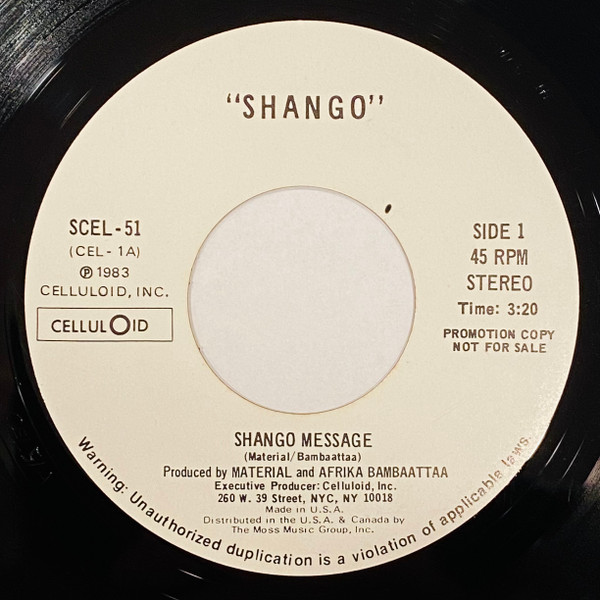 “SHANGO”
SCEL-51
(CEL-1A)
℗ 1983
CELLULOID, INC.
CELLULOID
SIDE 1
45 RPM
STEREO
Time: 3:20
PROMOTION COPY
NOT FOR SALE
SHANGO MESSAGE
(Material/Bambaattaa)
Produced by MATERIAL and AFRIKA BAMBAATTAA
Executive Producer: Celluloid, Inc.
260 W. 39 Street, NYC, NY 10018
Made in U.S.A.
Distributed in the U.S.A. & Canada by
The Moss Music Group, Inc.
Warning: Unauthorized duplication is a violation of applicable laws.